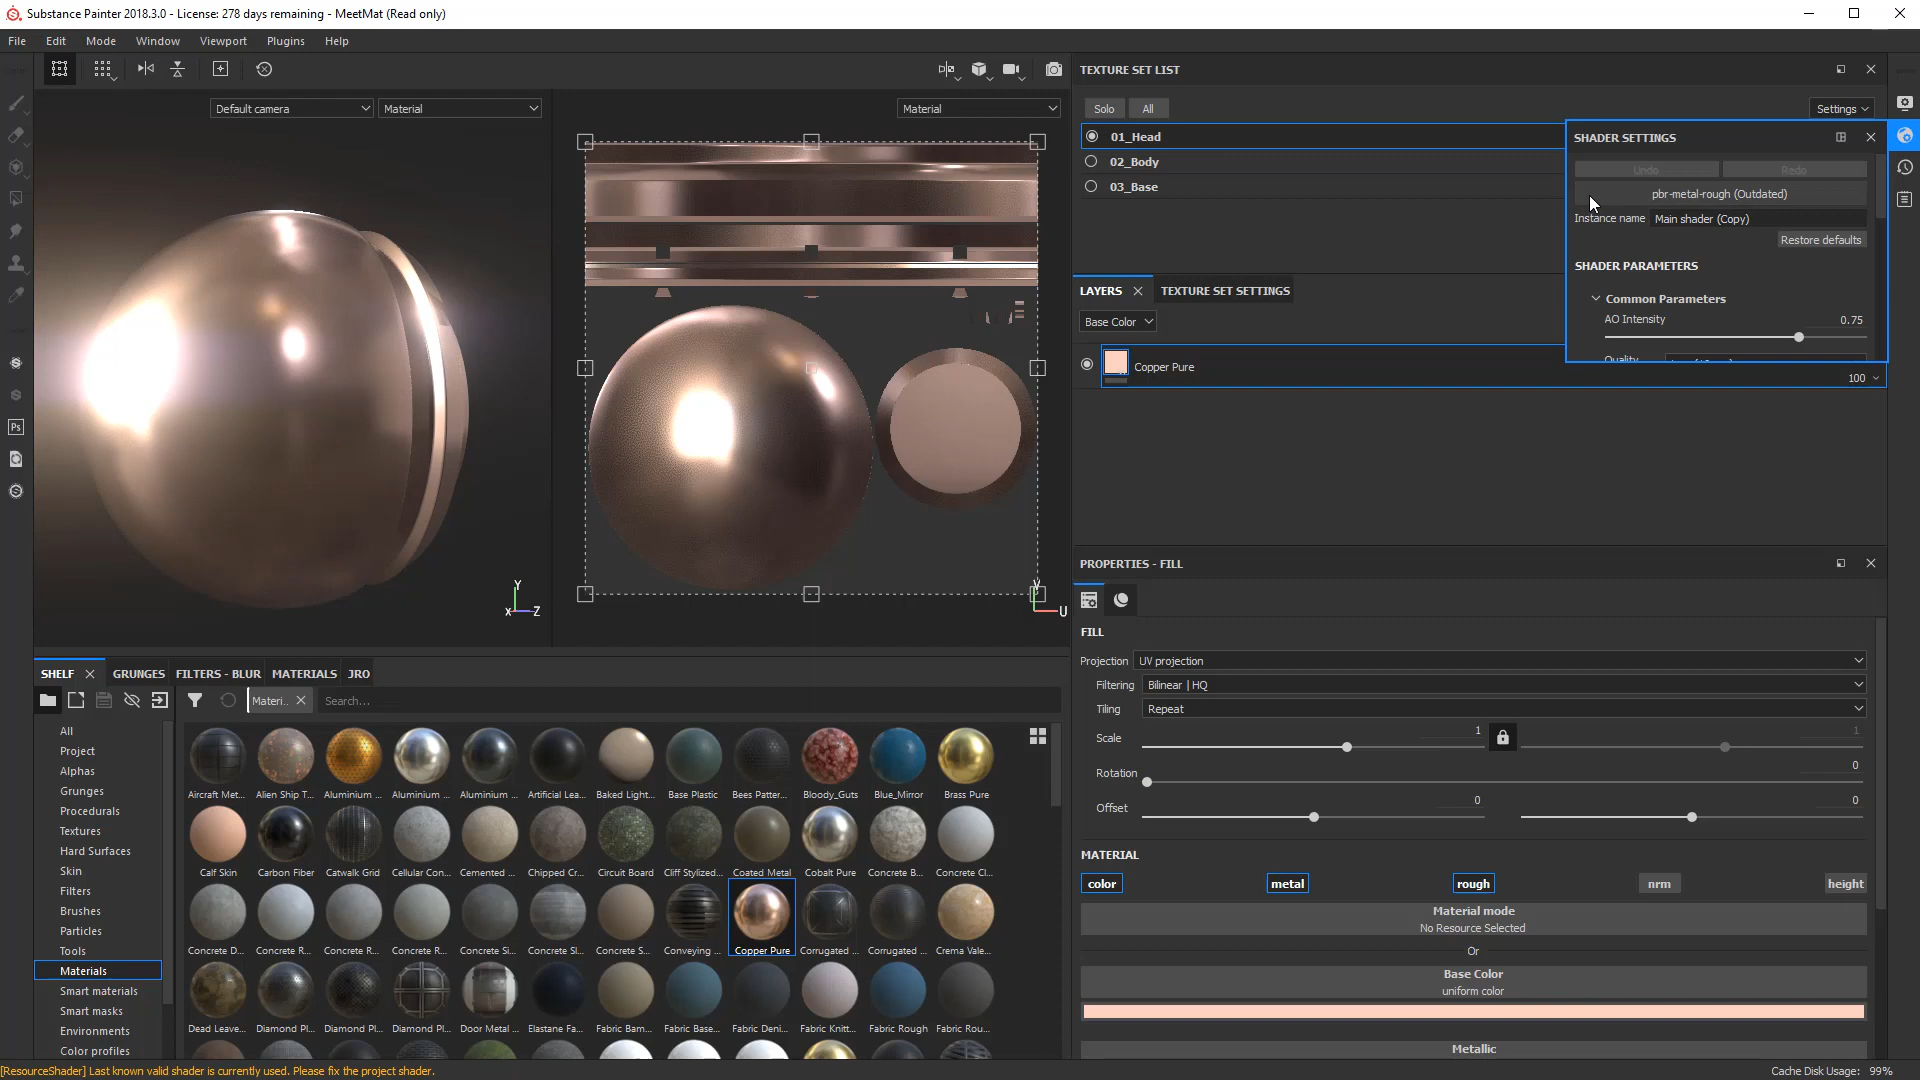 Substance Painter 2018.3.0 - License: 278 days remaining - MeetMat (Read only)
File Edit Mode Window Viewport Plugins Help
Default camera
Material
Material
TEXTURE SET LIST
Solo All Settings
01_Head
02_Body
03_Base
SHADER SETTINGS
Undo Redo
pbr-metal-rough (Outdated)
Instance name Main shader (Copy)
Restore defaults
SHADER PARAMETERS
Common Parameters
AO Intensity 0.75
Quality
LAYERS TEXTURE SET SETTINGS
Base Color
Copper Pure
100
Y
X Z
V
U
Ps
PROPERTIES - FILL
FILL
Projection UV projection
Filtering Bilinear | HQ
Tiling Repeat
Scale 1 1
Rotation 0
Offset 0 0
MATERIAL
color metal rough nrm height
Material mode
No Resource Selected
Or
Base Color
uniform color
Metallic
SHELF GRUNGES FILTERS - BLUR MATERIALS JRO
Materi.. Search...
All
Project
Alphas
Grunges
Procedurals
Textures
Hard Surfaces
Skin
Filters
Brushes
Particles
Tools
Materials
Smart materials
Smart masks
Environments
Color profiles
Aircraft Met... Alien Ship T... Aluminium ... Aluminium ... Aluminium ... Artificial Lea... Baked Light... Base Plastic Bees Patter... Bloody_Guts Blue_Mirror Brass Pure
Calf Skin Carbon Fiber Catwalk Grid Cellular Con... Cemented ... Chipped Cr... Circuit Board Cliff Stylized... Coated Metal Cobalt Pure Concrete B... Concrete Cl...
Concrete D... Concrete R... Concrete R... Concrete R... Concrete Si... Concrete Sl... Concrete S... Conveying ... Copper Pure Corrugated ... Corrugated ... Crema Vale...
Dead Leave... Diamond Pl... Diamond Pl... Diamond Pl... Door Metal ... Elastane Fa... Fabric Bam... Fabric Base... Fabric Deni... Fabric Knitt... Fabric Rough Fabric Rou...
[ResourceShader] Last known valid shader is currently used. Please fix the project shader.
Cache Disk Usage: 99%